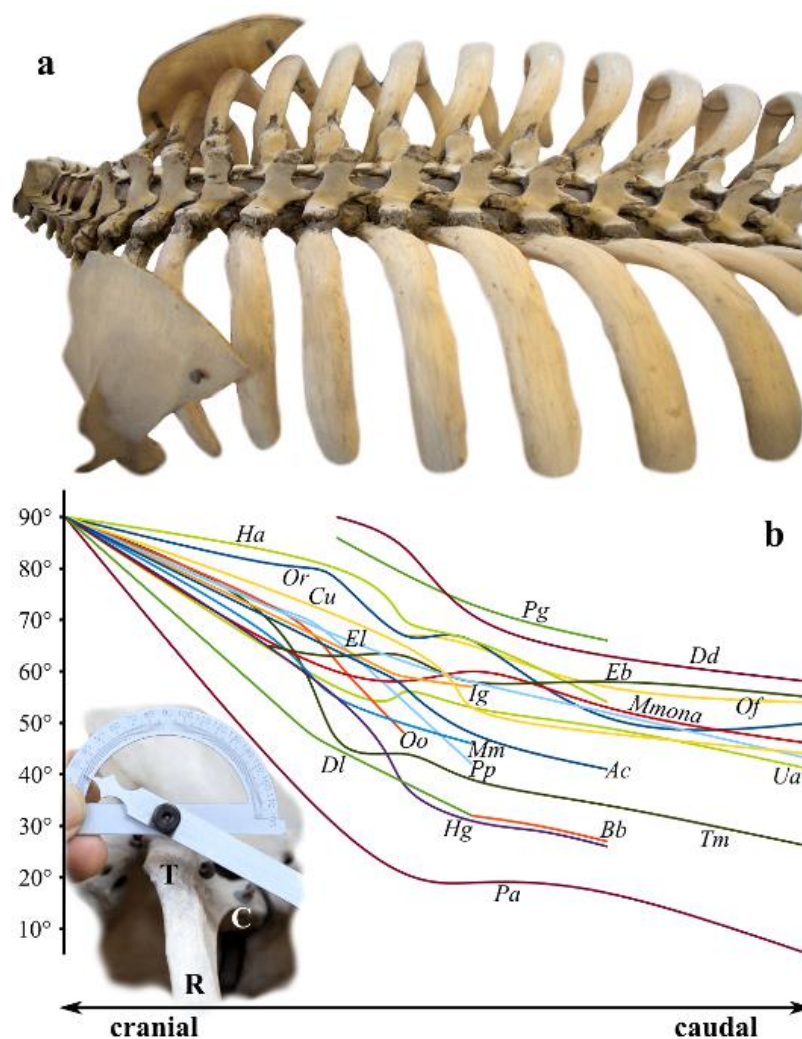 a
b
90°
80°
70°
60°
50°
40°
30°
20°
10°
Ha
Or
Cu
El
Pg
Dd
Eb
Ig
Mmona
Of
Oo
Mm
Pp
Dl
Ac
Ua
Hg
Bb
Tm
Pa
T
C
R
cranial
caudal